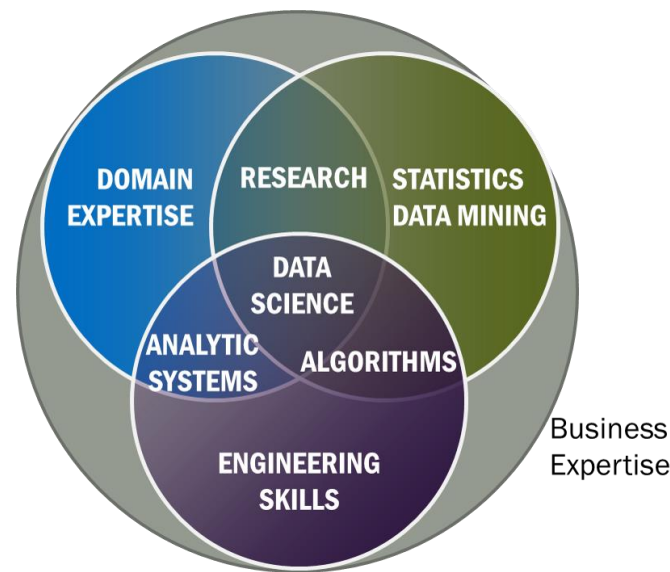 DOMAIN
EXPERTISE
RESEARCH
STATISTICS
DATA MINING
DATA
SCIENCE
ANALYTIC
SYSTEMS
ALGORITHMS
ENGINEERING
SKILLS
Business
Expertise